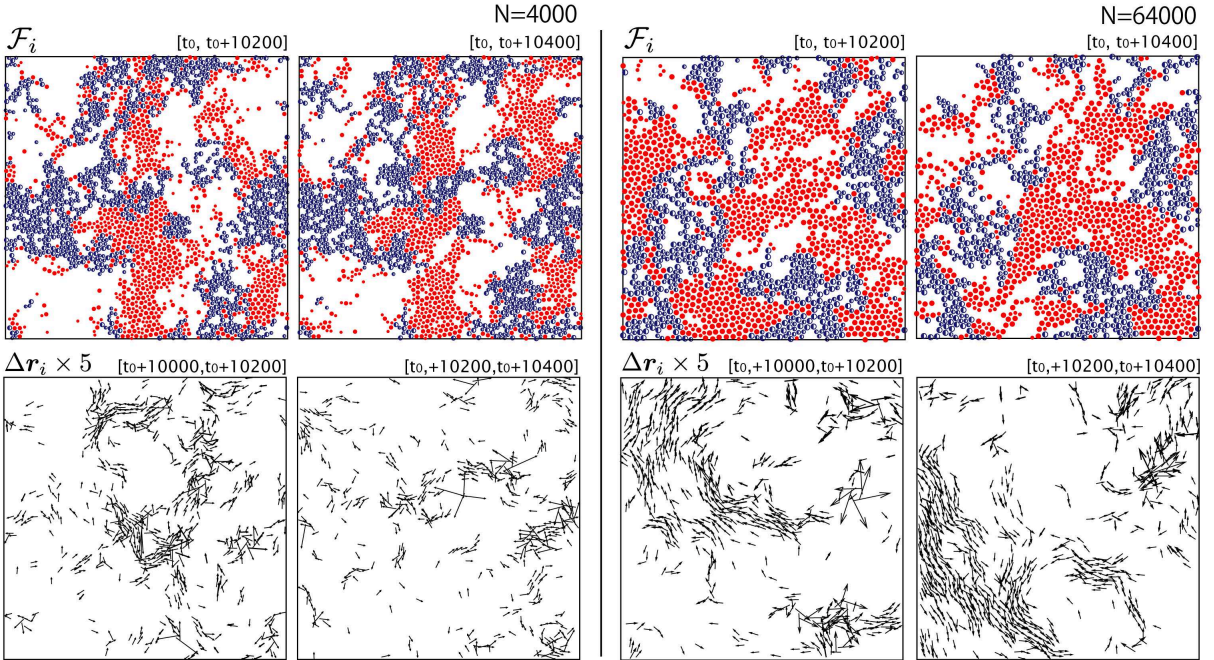 N=4000
N=64000
ℱi [t0, t0+10200] [t0, t0+10400]
ℱi [t0, t0+10200] [t0, t0+10400]
Δri × 5 [t0+10000,t0+10200] [t0,+10200,t0+10400]
Δri × 5 [t0,+10000,t0+10200] [t0,+10200,t0+10400]